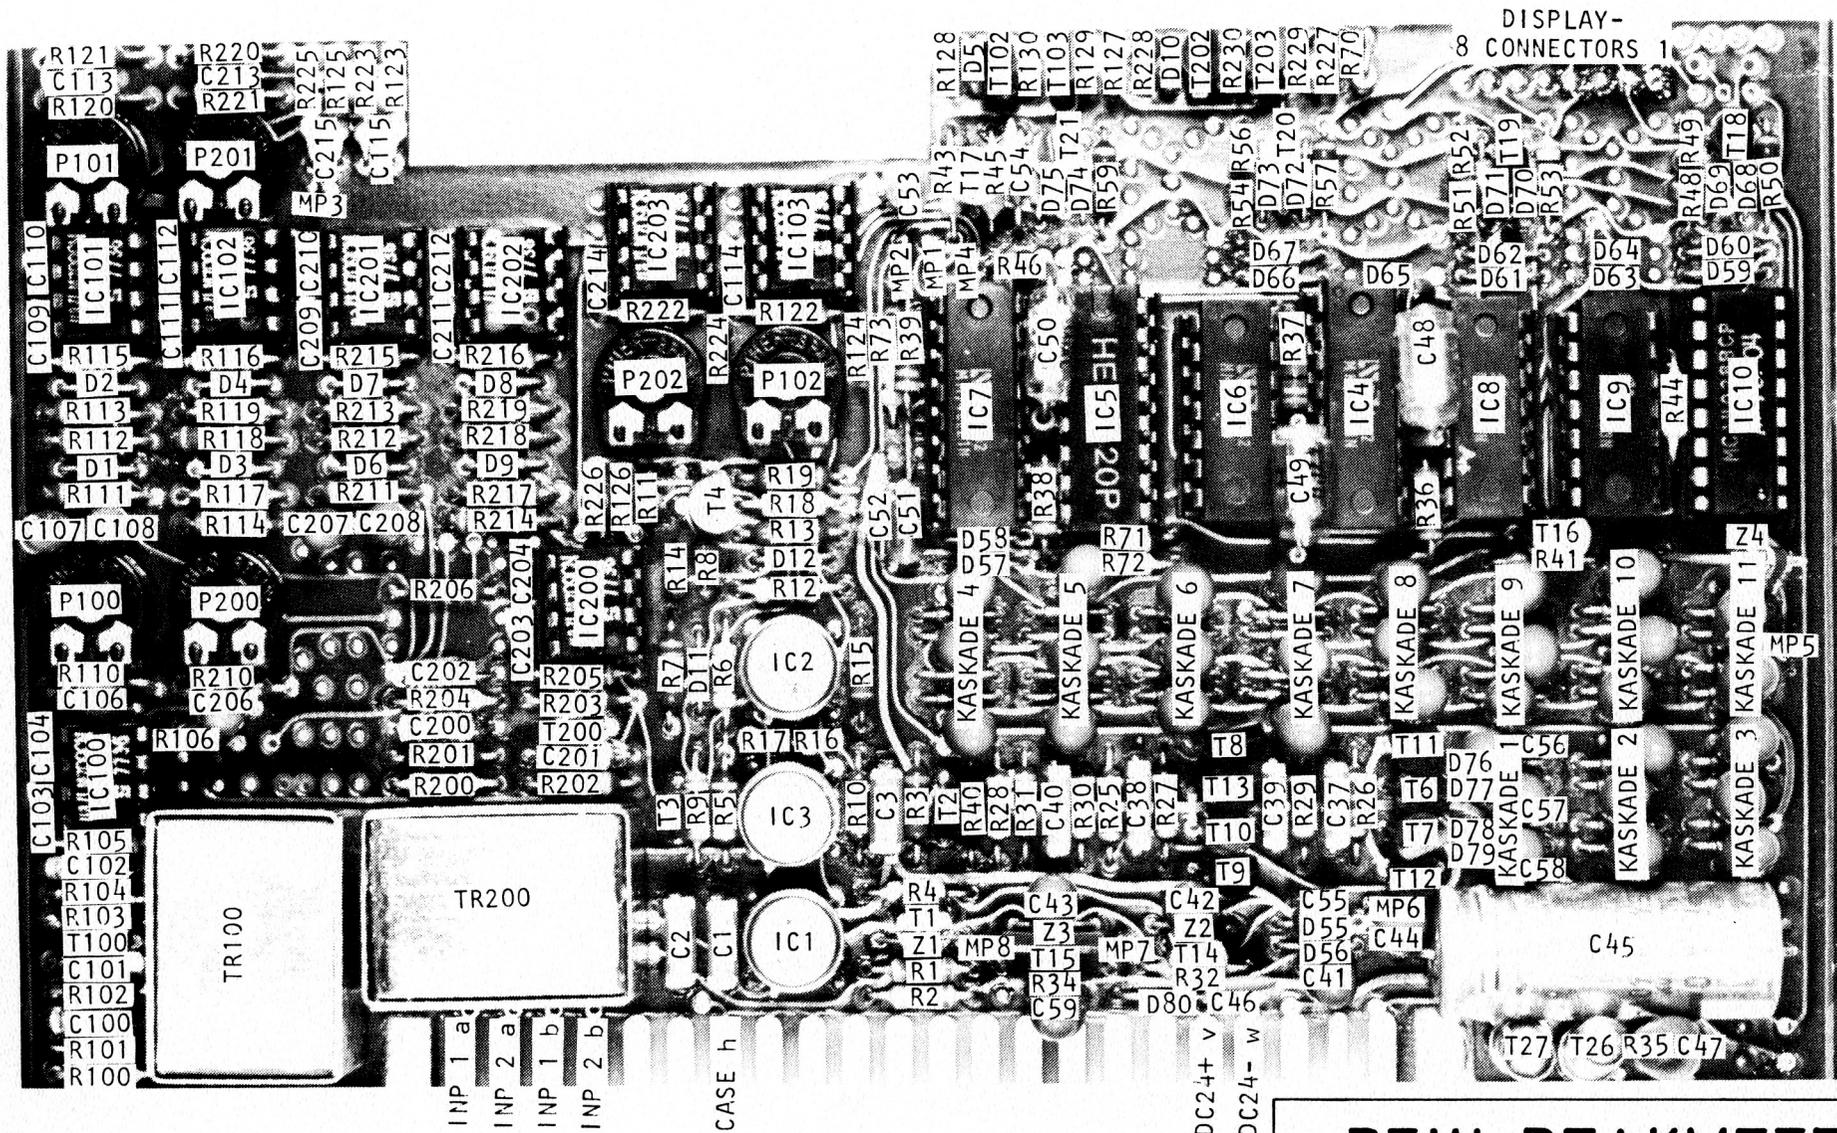 DISPLAY-
8 CONNECTORS 1
R121
C113
R120
R220
C213
R221
R225
R125
R223
R123
C215
C115
P101
P201
MP3
R128
D5
T102
R130
T103
R129
R127
R228
D10
T202
R230
T203
R229
R227
R70
R43
T17
R45
C54
D75
D74
T21
R59
R54
R56
D73
D72
T20
R57
R51
R52
D71
D70
T19
R53
R48
R49
D69
D68
T18
R50
C109
C110
IC101
C111
C112
IC102
C209
C210
IC201
C211
C212
IC202
C214
IC203
C114
IC103
C53
MP2
MP1
MP4
R46
D67
D66
D65
D62
D61
D64
D63
D60
D59
R222
R122
R224
R124
R73
R39
P202
P102
IC7
C50
IC5
HE
20P
IC6
R37
IC4
C48
IC8
IC9
R44
IC10
R115
D2
R113
R112
D1
R111
R116
D4
R119
R118
D3
R117
R114
R215
D7
R213
R212
D6
R211
R216
D8
R219
R218
D9
R217
R214
C107
C108
C207
C208
R226
R126
R11
T4
R19
R18
R13
D12
R12
C52
C51
R38
C49
R36
D58
D57
R71
R72
T16
R41
Z4
P100
P200
R206
C204
C203
IC200
R14
R8
R110
C106
R210
C206
C202
R204
C200
R201
R200
R205
R203
T200
C201
R202
R7
D11
R6
IC2
R15
R17
R16
KASKADE 4
KASKADE 5
KASKADE 6
KASKADE 7
KASKADE 8
KASKADE 9
KASKADE 10
KASKADE 11
MP5
C103
C104
IC100
R106
T3
R9
R5
IC3
R10
C3
R3
T2
R40
R28
R31
C40
R30
R25
C38
R27
T8
T13
T10
T9
C39
R29
C37
R26
T11
T6
T7
T12
D76
D77
D78
D79
KASKADE 1
C56
C57
C58
KASKADE 2
KASKADE 3
R105
C102
R104
R103
T100
C101
R102
C100
R101
R100
TR100
TR200
C2
C1
IC1
R4
T1
Z1
R1
R2
MP8
C43
Z3
T15
R34
C59
MP7
C42
Z2
T14
R32
D80
C46
C55
D55
D56
C41
MP6
C44
C45
T27
T26
R35
C47
INP 1 a
INP 2 a
INP 1 b
INP 2 b
CASE h
DC24+ v
DC24- w